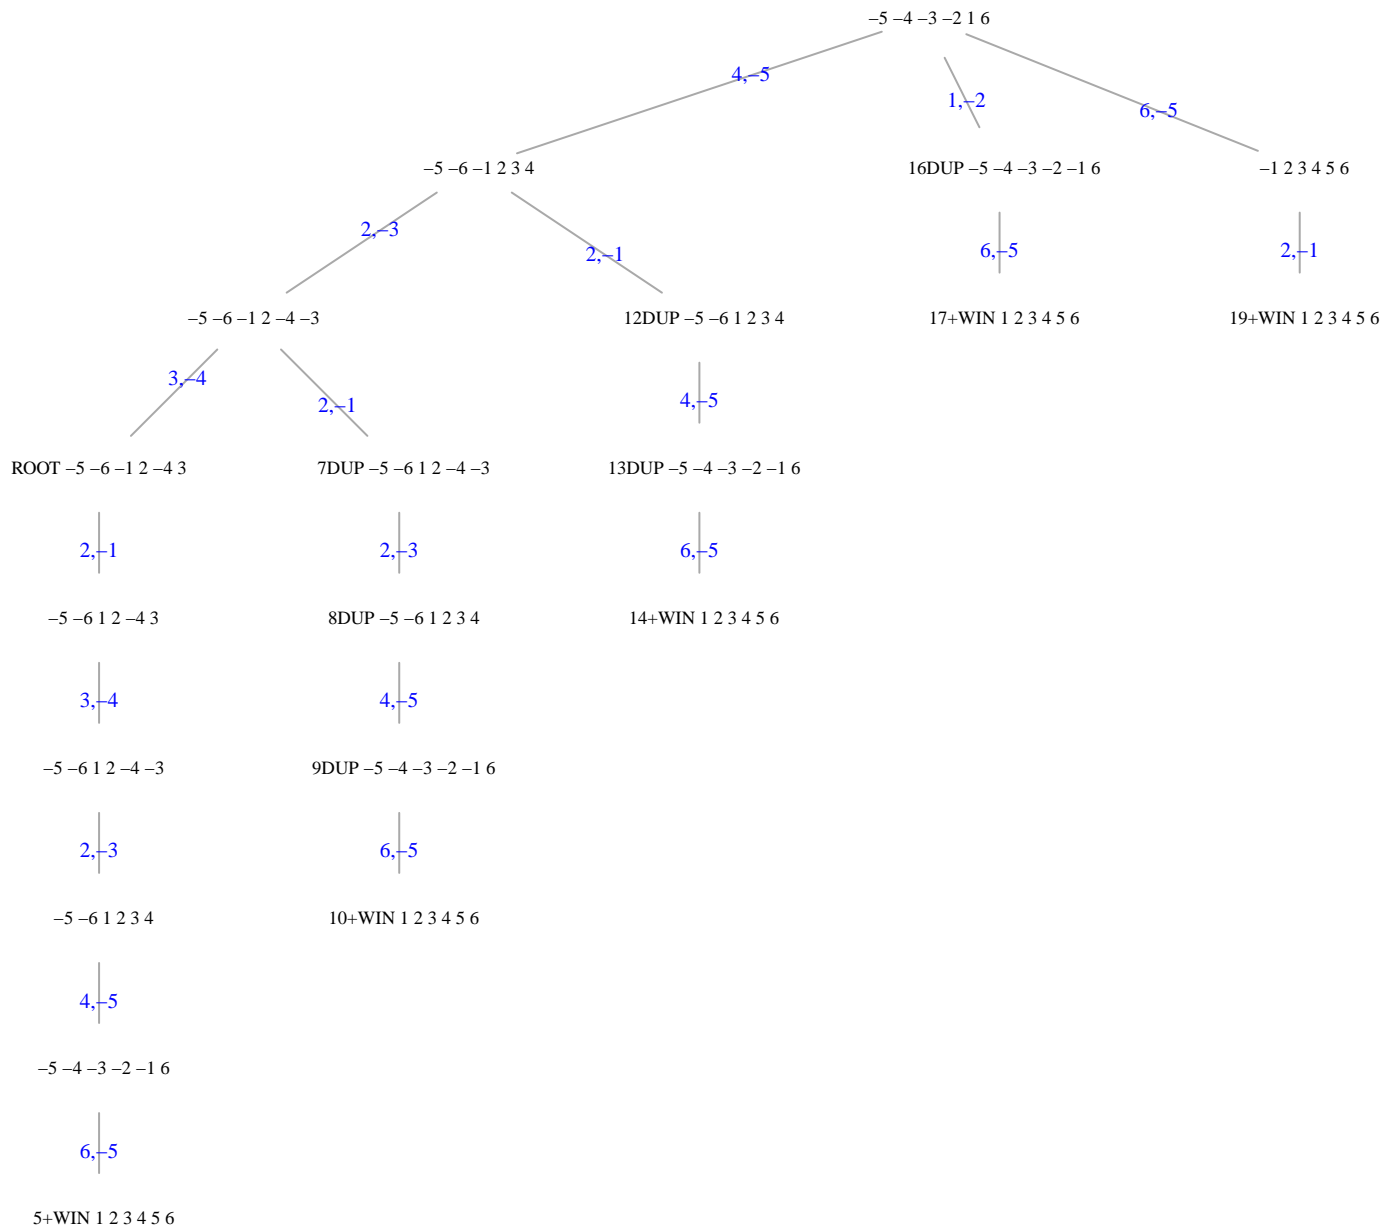 −5 −4 −3 −2 1 6
4,−5
1,−2
6,−5
−5 −6 −1 2 3 4
16DUP −5 −4 −3 −2 −1 6
−1 2 3 4 5 6
2,−3
2,−1
6,−5
2,−1
−5 −6 −1 2 −4 −3
12DUP −5 −6 1 2 3 4
17+WIN 1 2 3 4 5 6
19+WIN 1 2 3 4 5 6
3,−4
2,−1
4,−5
ROOT −5 −6 −1 2 −4 3
7DUP −5 −6 1 2 −4 −3
13DUP −5 −4 −3 −2 −1 6
2,−1
2,−3
6,−5
−5 −6 1 2 −4 3
8DUP −5 −6 1 2 3 4
14+WIN 1 2 3 4 5 6
3,−4
4,−5
−5 −6 1 2 −4 −3
9DUP −5 −4 −3 −2 −1 6
2,−3
6,−5
−5 −6 1 2 3 4
10+WIN 1 2 3 4 5 6
4,−5
−5 −4 −3 −2 −1 6
6,−5
5+WIN 1 2 3 4 5 6